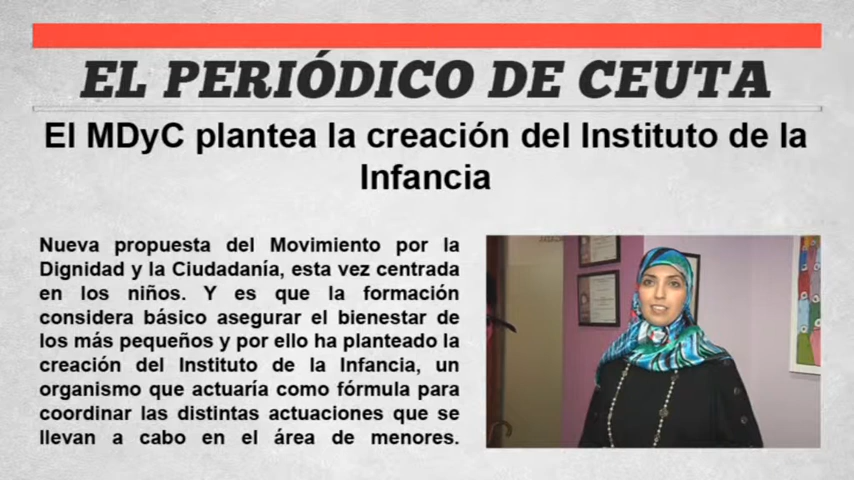 EL PERIÓDICO DE CEUTA
El MDyC plantea la creación del Instituto de la
Infancia
Nueva propuesta del Movimiento por la
Dignidad y la Ciudadanía, esta vez centrada
en los niños. Y es que la formación
considera básico asegurar el bienestar de
los más pequeños y por ello ha planteado la
creación del Instituto de la Infancia, un
organismo que actuaría como fórmula para
coordinar las distintas actuaciones que se
llevan a cabo en el área de menores.